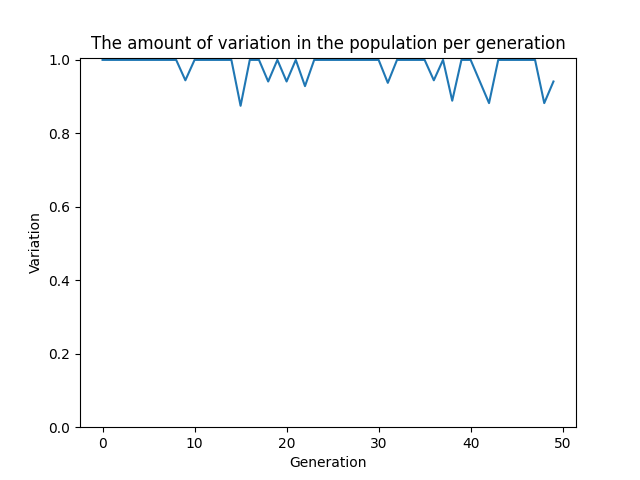 The amount of variation in the population per generation
1.0
0.8
0.6
0.4
0.2
0.0
Variation
0 10 20 30 40 50
Generation